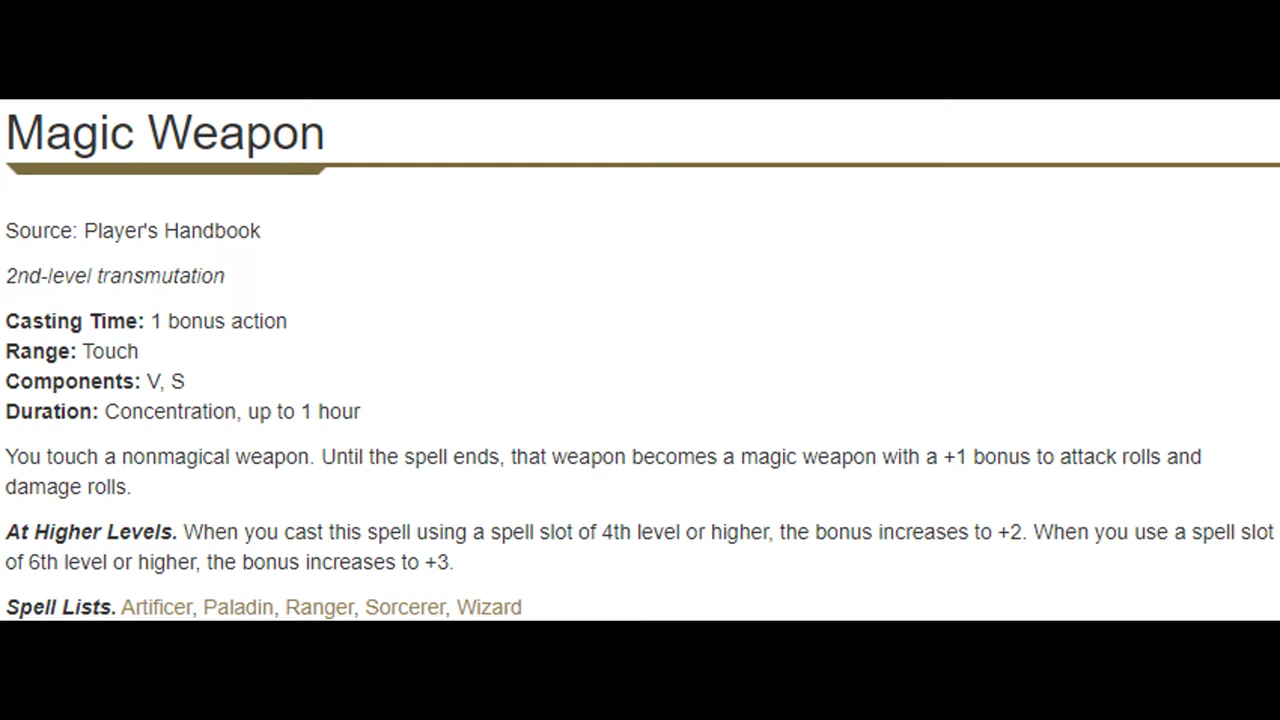 Magic Weapon
Source: Player's Handbook
2nd-level transmutation
Casting Time: 1 bonus action
Range: Touch
Components: V, S
Duration: Concentration, up to 1 hour
You touch a nonmagical weapon. Until the spell ends, that weapon becomes a magic weapon with a +1 bonus to attack rolls and
damage rolls.
At Higher Levels. When you cast this spell using a spell slot of 4th level or higher, the bonus increases to +2. When you use a spell slot
of 6th level or higher, the bonus increases to +3.
Spell Lists. Artificer, Paladin, Ranger, Sorcerer, Wizard